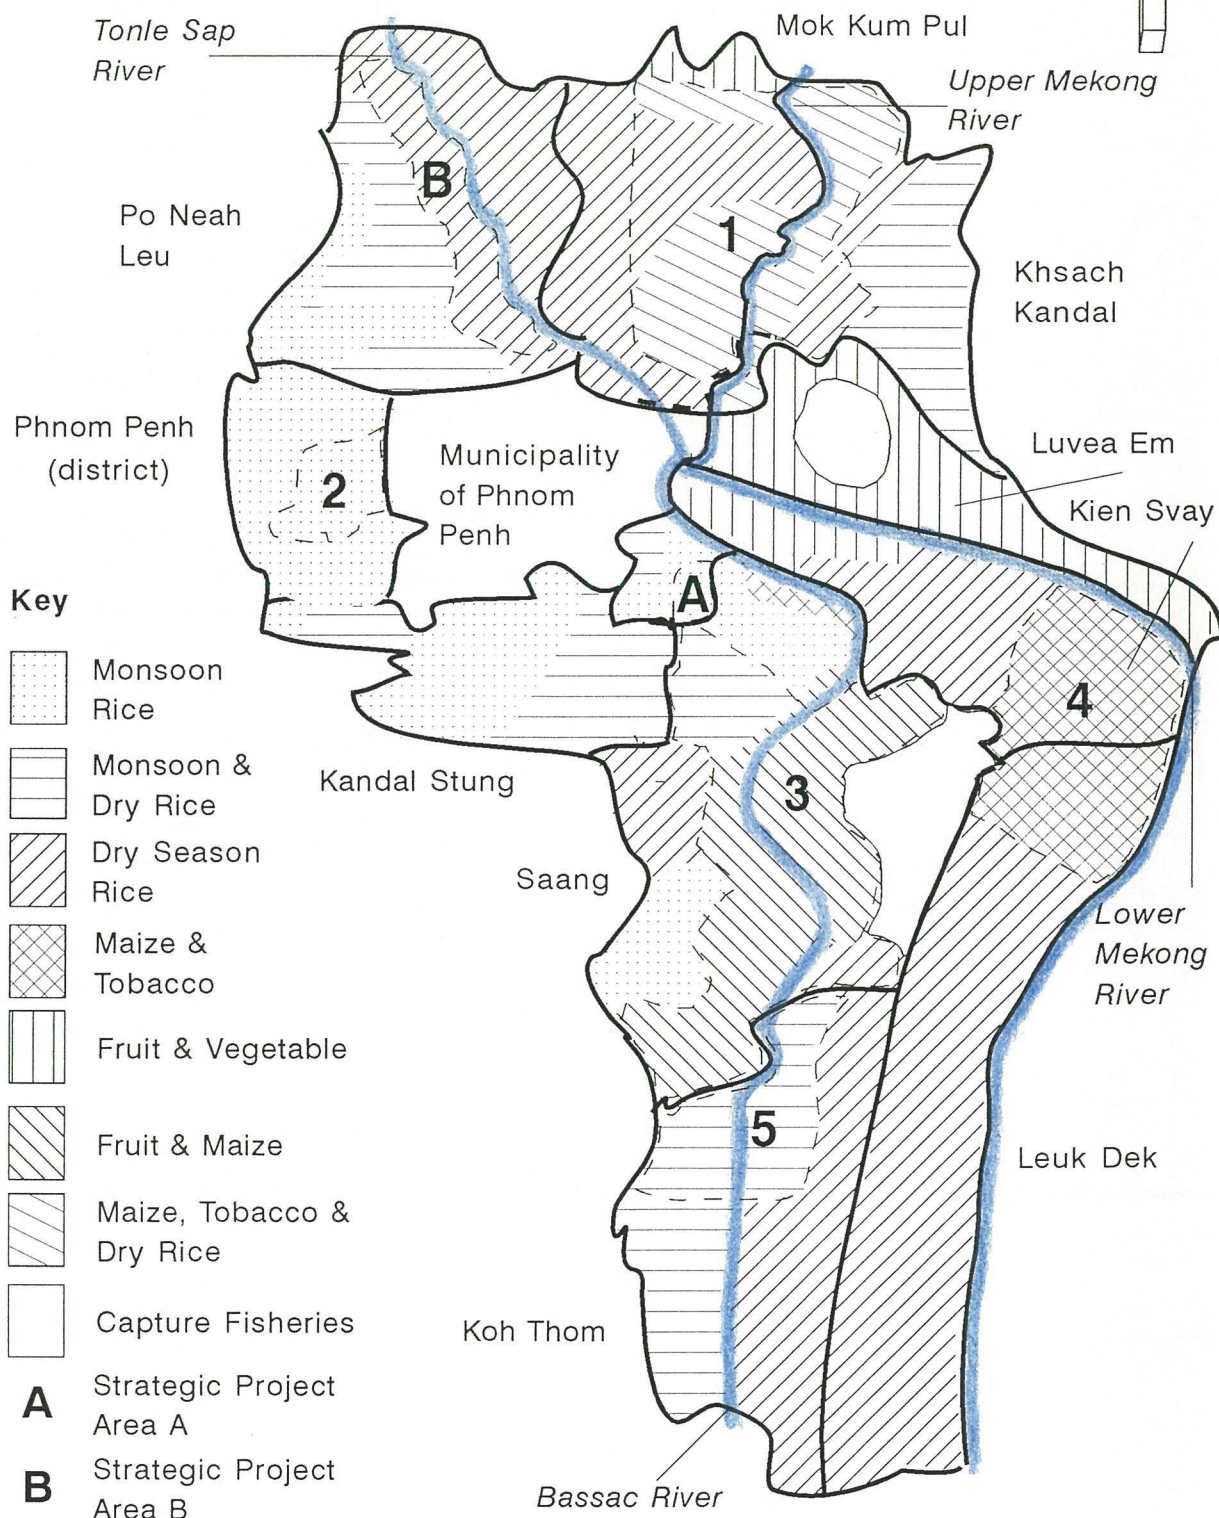 Tonle Sap
River
Mok Kum Pul
Upper Mekong
River
B
Po Neah
Leu
1
Khsach
Kandal
Phnom Penh
(district)
2
Municipality
of Phnom
Penh
Luvea Em
Kien Svay
A
4
Kandal Stung
3
Saang
Lower
Mekong
River
5
Leuk Dek
Koh Thom
Bassac River
Key
Monsoon
Rice
Monsoon &
Dry Rice
Dry Season
Rice
Maize &
Tobacco
Fruit & Vegetable
Fruit & Maize
Maize, Tobacco &
Dry Rice
Capture Fisheries
A
Strategic Project
Area A
B
Strategic Project
Area B